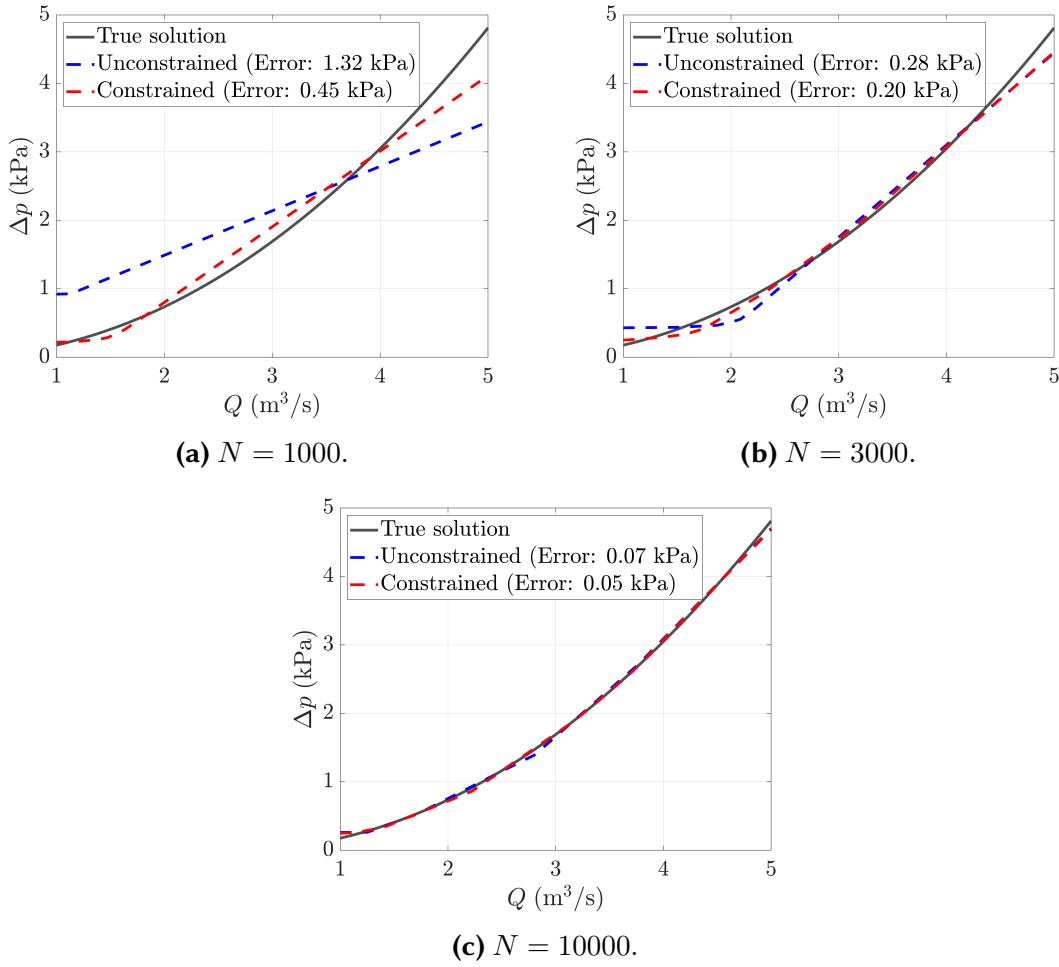 5
4
3
2
1
0
Δp (kPa)
True solution
Unconstrained (Error: 1.32 kPa)
Constrained (Error: 0.45 kPa)
1 2 3 4 5
Q (m³/s)
(a) N = 1000.
5
4
3
2
1
0
Δp (kPa)
True solution
Unconstrained (Error: 0.28 kPa)
Constrained (Error: 0.20 kPa)
1 2 3 4 5
Q (m³/s)
(b) N = 3000.
5
4
3
2
1
0
Δp (kPa)
True solution
Unconstrained (Error: 0.07 kPa)
Constrained (Error: 0.05 kPa)
1 2 3 4 5
Q (m³/s)
(c) N = 10000.